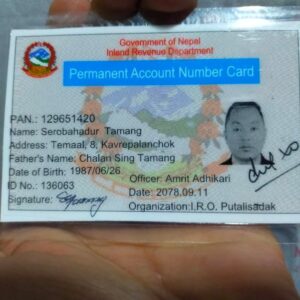 Government of Nepal
Inland Revenue Department
Permanent Account Number Card
PAN.: 129651420
Name: Serobahadur Tamang
Address: Temaal, 8, Kavrepalanchok
Father's Name: Chalan Sing Tamang
Date of Birth: 1987/06/26
Officer: Amrit Adhikari
ID No.: 136063
Date: 2078.09.11
Signature:
Organization:I.R.O. Putalisadak